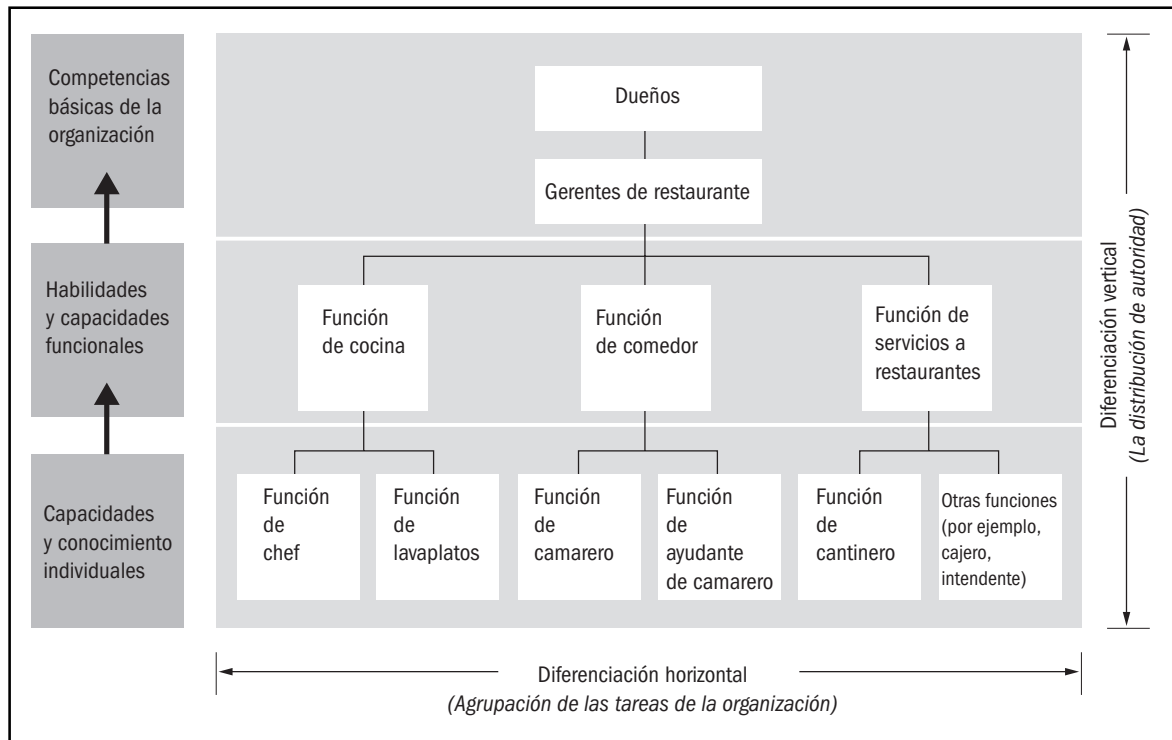 Competencias
básicas de la
organización
Dueños
Gerentes de restaurante
Habilidades
y capacidades
funcionales
Función
de cocina
Función
de comedor
Función de
servicios a
restaurantes
Capacidades
y conocimiento
individuales
Función
de
chef
Función
de
lavaplatos
Función
de
camarero
Función
de
ayudante
de camarero
Función
de
cantinero
Otras funciones
(por ejemplo,
cajero,
intendente)
Diferenciación vertical
(La distribución de autoridad)
Diferenciación horizontal
(Agrupación de las tareas de la organización)